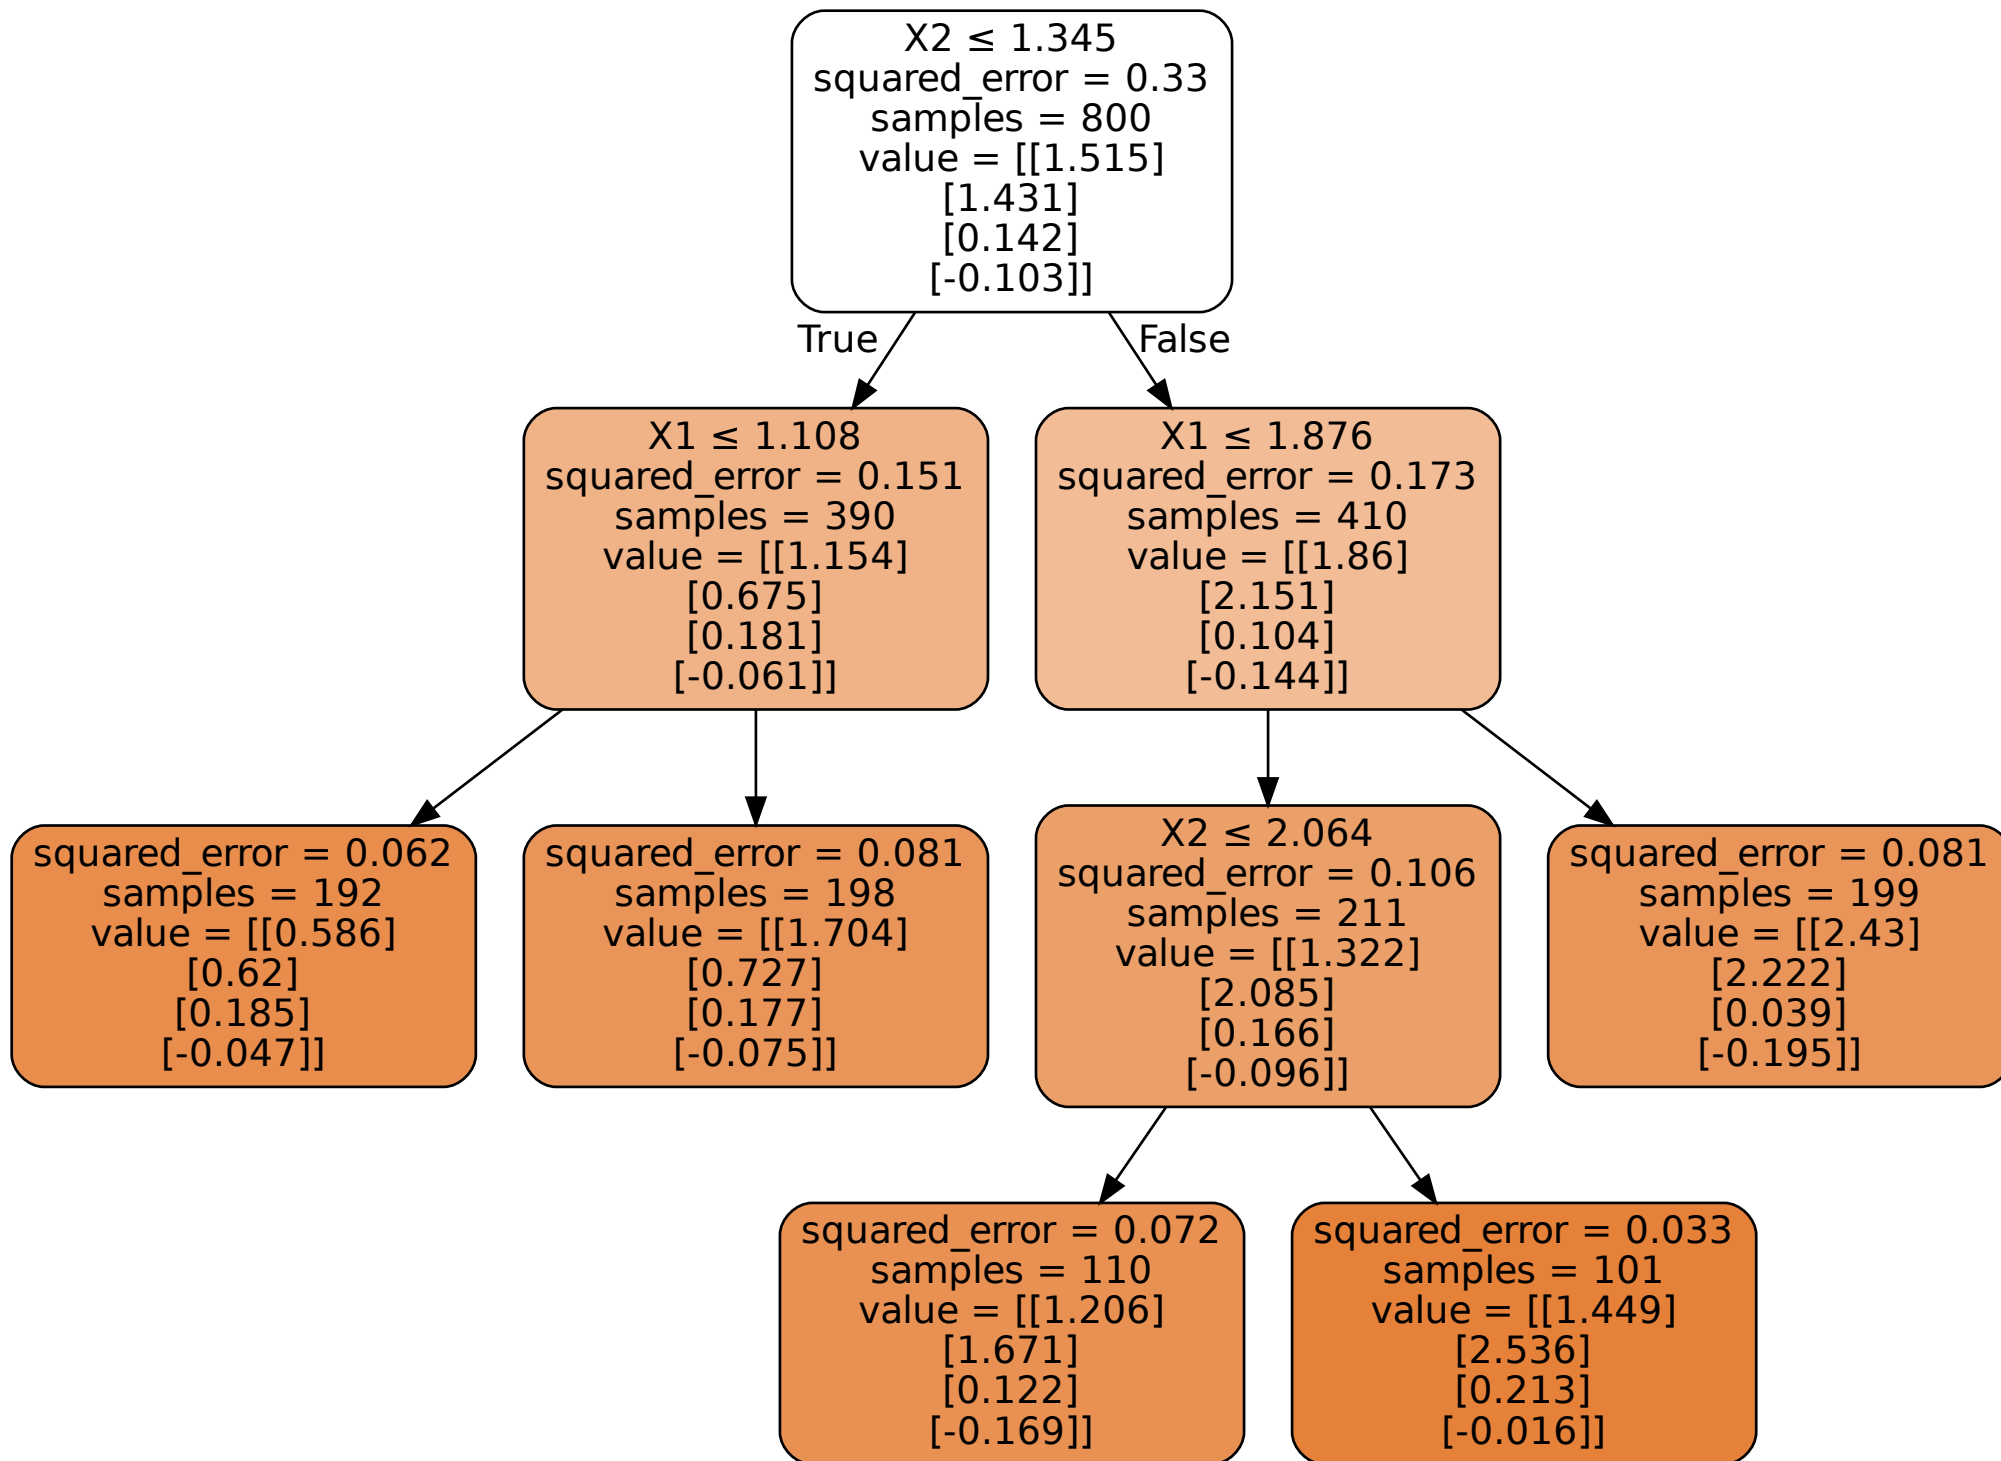 X2 ≤ 1.345
squared_error = 0.33
samples = 800
value = [[1.515]
[1.431]
[0.142]
[-0.103]]
True
False
X1 ≤ 1.108
squared_error = 0.151
samples = 390
value = [[1.154]
[0.675]
[0.181]
[-0.061]]
X1 ≤ 1.876
squared_error = 0.173
samples = 410
value = [[1.86]
[2.151]
[0.104]
[-0.144]]
squared_error = 0.062
samples = 192
value = [[0.586]
[0.62]
[0.185]
[-0.047]]
squared_error = 0.081
samples = 198
value = [[1.704]
[0.727]
[0.177]
[-0.075]]
X2 ≤ 2.064
squared_error = 0.106
samples = 211
value = [[1.322]
[2.085]
[0.166]
[-0.096]]
squared_error = 0.081
samples = 199
value = [[2.43]
[2.222]
[0.039]
[-0.195]]
squared_error = 0.072
samples = 110
value = [[1.206]
[1.671]
[0.122]
[-0.169]]
squared_error = 0.033
samples = 101
value = [[1.449]
[2.536]
[0.213]
[-0.016]]